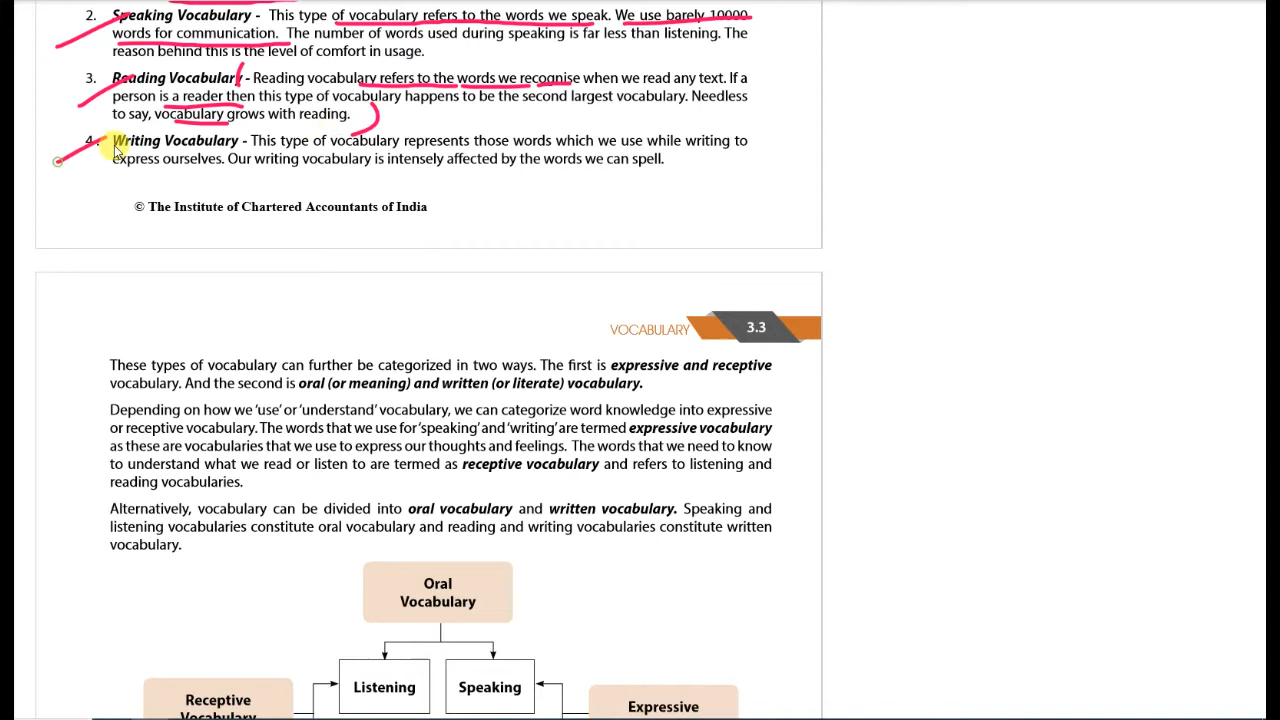 2. Speaking Vocabulary - This type of vocabulary refers to the words we speak. We use barely 10000
words for communication. The number of words used during speaking is far less than listening. The
reason behind this is the level of comfort in usage.
3. Reading Vocabulary - Reading vocabulary refers to the words we recognise when we read any text. If a
person is a reader then this type of vocabulary happens to be the second largest vocabulary. Needless
to say, vocabulary grows with reading.
4. Writing Vocabulary - This type of vocabulary represents those words which we use while writing to
express ourselves. Our writing vocabulary is intensely affected by the words we can spell.
© The Institute of Chartered Accountants of India
VOCABULARY 3.3
These types of vocabulary can further be categorized in two ways. The first is expressive and receptive
vocabulary. And the second is oral (or meaning) and written (or literate) vocabulary.
Depending on how we 'use' or 'understand' vocabulary, we can categorize word knowledge into expressive
or receptive vocabulary. The words that we use for 'speaking' and 'writing' are termed expressive vocabulary
as these are vocabularies that we use to express our thoughts and feelings. The words that we need to know
to understand what we read or listen to are termed as receptive vocabulary and refers to listening and
reading vocabularies.
Alternatively, vocabulary can be divided into oral vocabulary and written vocabulary. Speaking and
listening vocabularies constitute oral vocabulary and reading and writing vocabularies constitute written
vocabulary.
Oral
Vocabulary
Listening
Speaking
Receptive
Vocabulary
Expressive